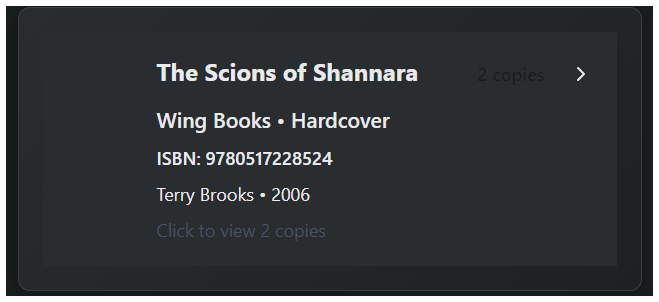 The Scions of Shannara
2 copies
Wing Books • Hardcover
ISBN: 9780517228524
Terry Brooks • 2006
Click to view 2 copies